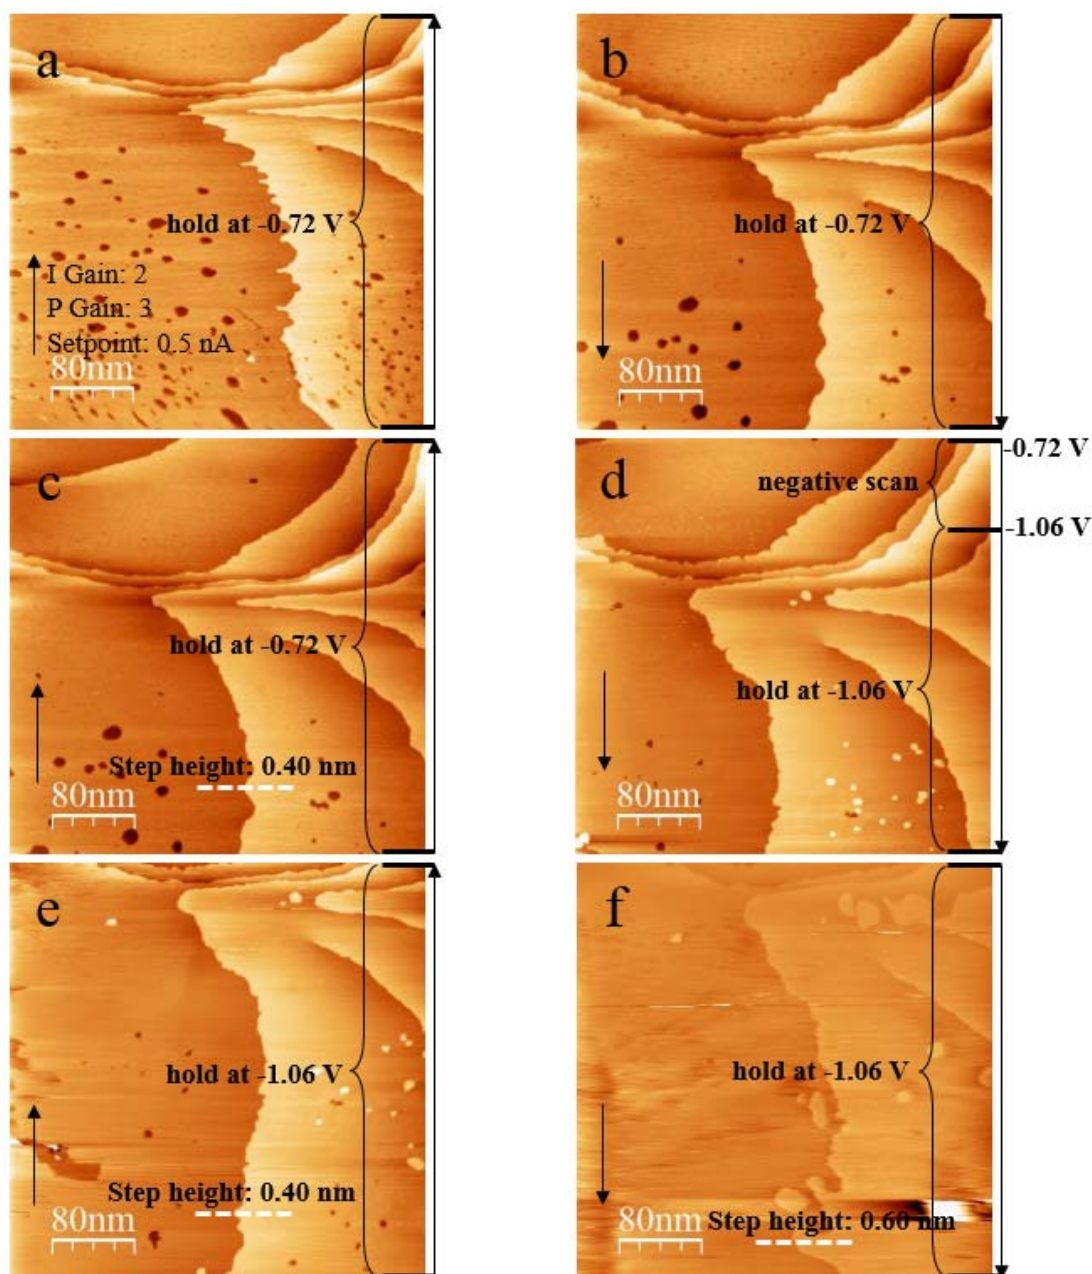 a
hold at -0.72 V
I Gain: 2
P Gain: 3
Setpoint: 0.5 nA
80nm
b
hold at -0.72 V
80nm
c
hold at -0.72 V
Step height: 0.40 nm
80nm
d
-0.72 V
negative scan
-1.06 V
hold at -1.06 V
80nm
e
hold at -1.06 V
Step height: 0.40 nm
80nm
f
hold at -1.06 V
Step height: 0.60 nm
80nm